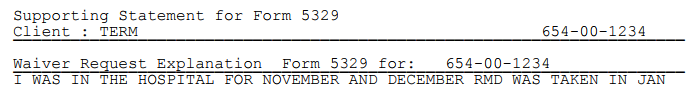 Supporting Statement for Form 5329
Client : TERM 654-00-1234
Waiver Request Explanation Form 5329 for: 654-00-1234
I WAS IN THE HOSPITAL FOR NOVEMBER AND DECEMBER RMD WAS TAKEN IN JAN